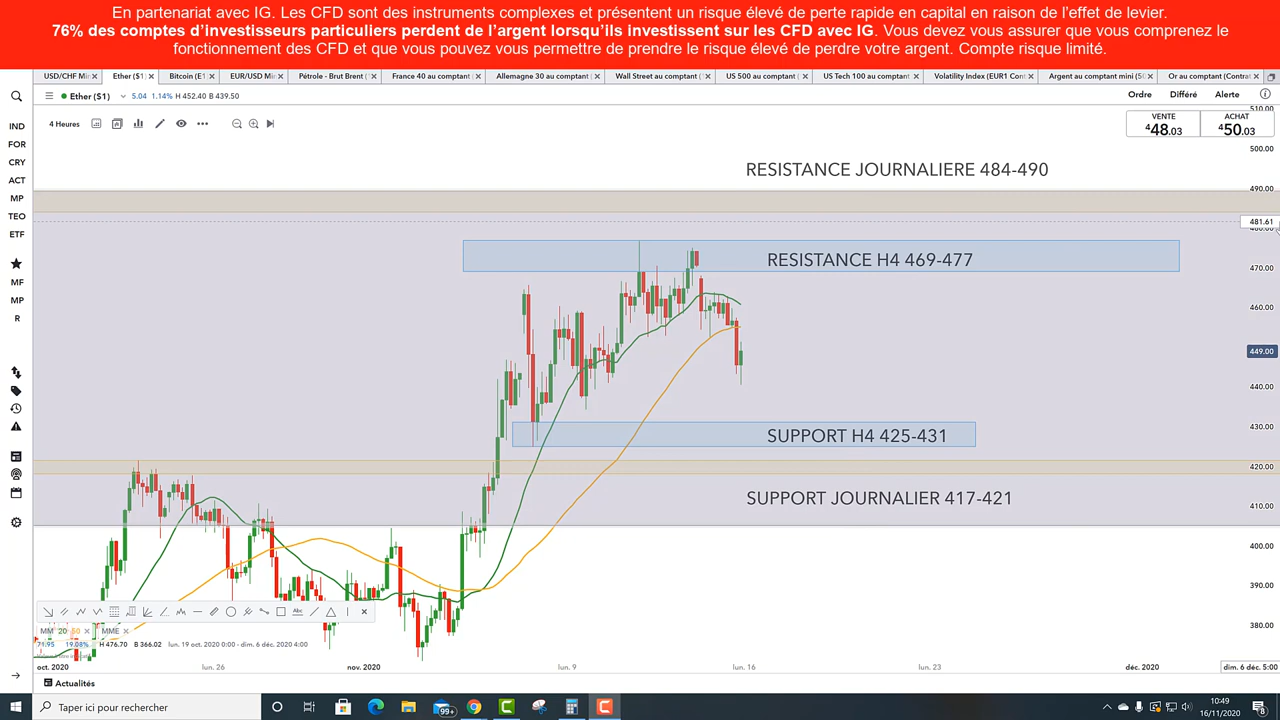 En partenariat avec IG. Les CFD sont des instruments complexes et présentent un risque élevé de perte rapide en capital en raison de l'effet de levier.
76% des comptes d'investisseurs particuliers perdent de l'argent lorsqu'ils investissent sur les CFD avec IG. Vous devez vous assurer que vous comprenez le
fonctionnement des CFD et que vous pouvez vous permettre de prendre le risque élevé de perdre votre argent. Compte risque limité.
USD/CHF Mi Ether ($1) Bitcoin (E1 EUR/USD Mi Pétrole - Brut Brent ( France 40 au comptant ( Allemagne 30 au comptant Wall Street au comptant ( US 500 au comptant ( US Tech 100 au comptant Volatility Index (EUR1 Con Argent au comptant mini (50 Or au comptant (Contra
Ether ($1) 5.04 1.14% H 452.40 B 439.50 Ordre Différé Alerte
4 Heures
VENTE ACHAT
448.03 450.03
IND
FOR
CRY
ACT
MP
TEO
ETF
MF
MP
R
510.00
500.00
490.00
481.61
480.00
470.00
460.00
449.00
440.00
430.00
420.00
410.00
400.00
390.00
380.00
RESISTANCE JOURNALIERE 484-490
RESISTANCE H4 469-477
SUPPORT H4 425-431
SUPPORT JOURNALIER 417-421
Abc
MM 20 50 MME
71.95 19.08% H 476.70 B 366.02 lun. 19 oct. 2020 0:00 - dim. 6 déc. 2020 4:00
oct. 2020 lun. 26 nov. 2020 lun. 9 lun. 16 lun. 23 déc. 2020 dim. 6 déc. 5:00
Actualités
Taper ici pour rechercher 99+ 10:49
16/11/2020